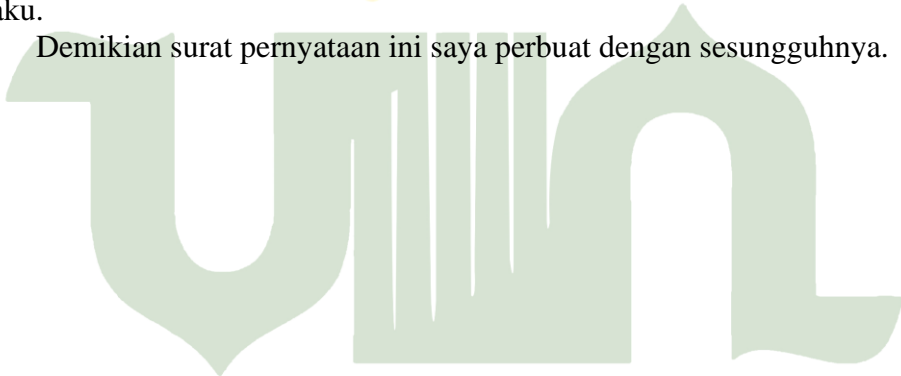 aku.
Demikian surat pernyataan ini saya perbuat dengan sesungguhnya.